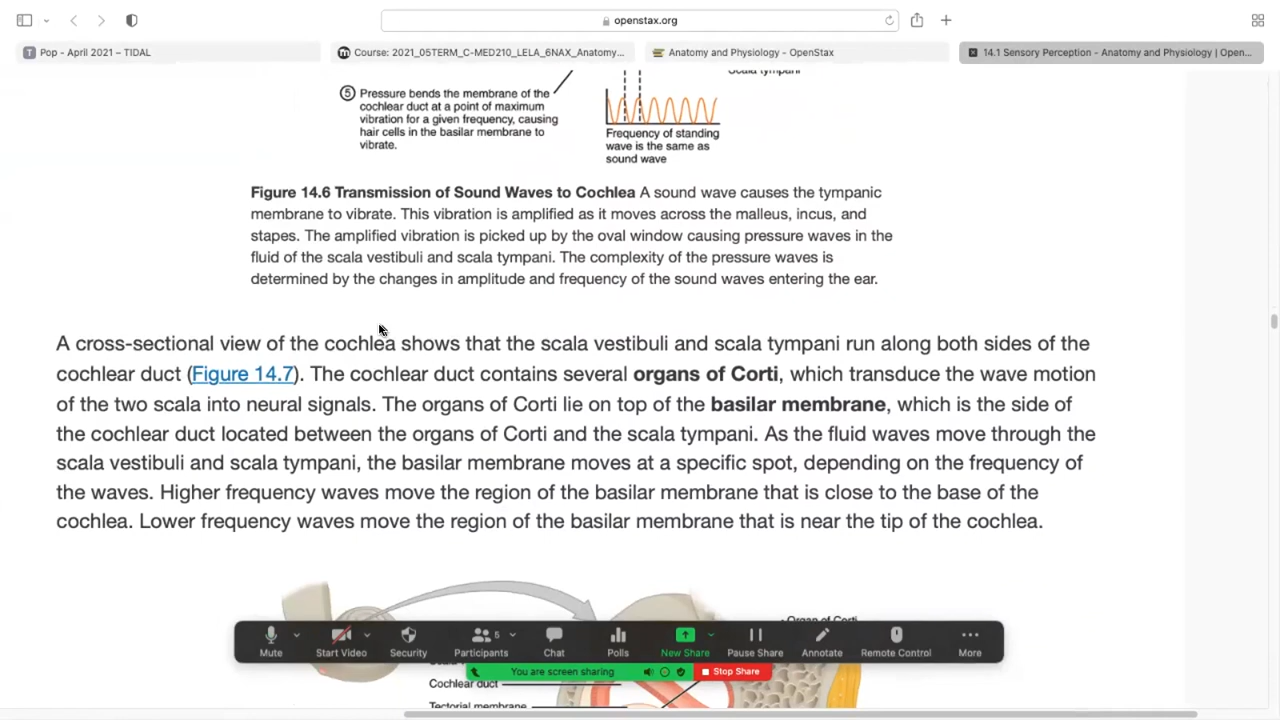 openstax.org
Pop - April 2021 – TIDAL
Course: 2021_05TERM_C-MED210_LELA_6NAX_Anatomy...
Anatomy and Physiology - OpenStax
14.1 Sensory Perception - Anatomy and Physiology | Open...
Scala tympani
5 Pressure bends the membrane of the
cochlear duct at a point of maximum
vibration for a given frequency, causing
hair cells in the basilar membrane to
vibrate.
Frequency of standing
wave is the same as
sound wave
Figure 14.6 Transmission of Sound Waves to Cochlea A sound wave causes the tympanic
membrane to vibrate. This vibration is amplified as it moves across the malleus, incus, and
stapes. The amplified vibration is picked up by the oval window causing pressure waves in the
fluid of the scala vestibuli and scala tympani. The complexity of the pressure waves is
determined by the changes in amplitude and frequency of the sound waves entering the ear.
A cross-sectional view of the cochlea shows that the scala vestibuli and scala tympani run along both sides of the
cochlear duct (Figure 14.7). The cochlear duct contains several organs of Corti, which transduce the wave motion
of the two scala into neural signals. The organs of Corti lie on top of the basilar membrane, which is the side of
the cochlear duct located between the organs of Corti and the scala tympani. As the fluid waves move through the
scala vestibuli and scala tympani, the basilar membrane moves at a specific spot, depending on the frequency of
the waves. Higher frequency waves move the region of the basilar membrane that is close to the base of the
cochlea. Lower frequency waves move the region of the basilar membrane that is near the tip of the cochlea.
Organ of Corti
5
Mute
Start Video
Security
Participants
Chat
Polls
New Share
Pause Share
Annotate
Remote Control
More
You are screen sharing
Stop Share
Cochlear duct
Tectorial membrane